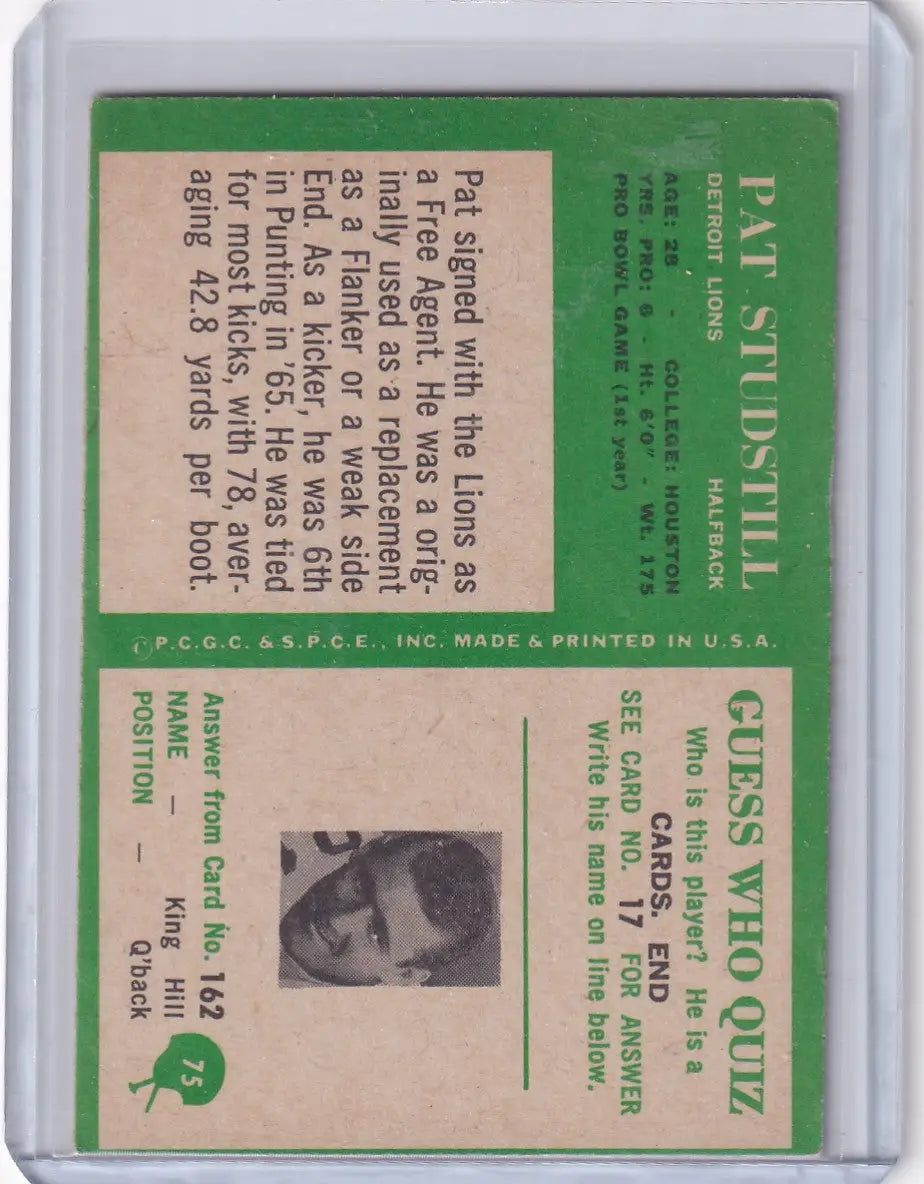 PAT STUDSTILL
DETROIT LIONS HALFBACK
AGE: 28 - COLLEGE: HOUSTON
YRS. PRO: 6 - Ht. 6'0" - Wt. 175
PRO BOWL GAME (1st year)
Pat signed with the Lions as
a Free Agent. He was a orig-
inally used as a replacement
as a Flanker or a weak side
End. As a kicker, he was 6th
in Punting in '65. He was tied
for most kicks, with 78, aver-
aging 42.8 yards per boot.
©P.C.G.C. & S.P.C.E., INC. MADE & PRINTED IN U.S.A.
GUESS WHO QUIZ
Who is this player? He is a
CARDS. END
SEE CARD NO. 17 FOR ANSWER
Write his name on line below.
Answer from Card No. 162
NAME — King Hill
POSITION — Q'back
75